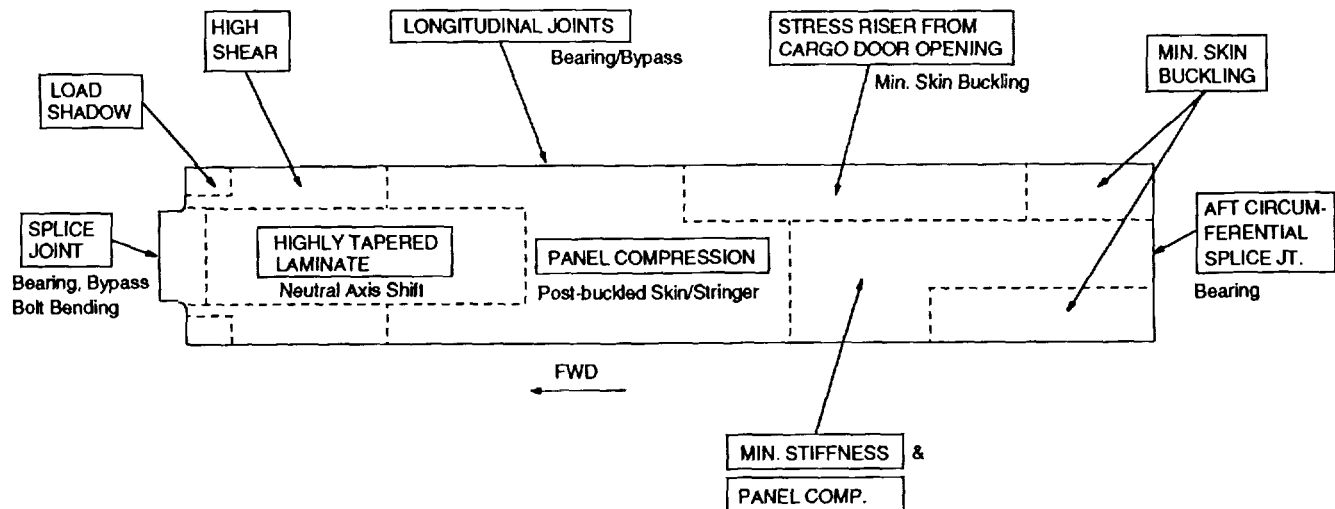 HIGH
SHEAR
LONGITUDINAL JOINTS
Bearing/Bypass
STRESS RISER FROM
CARGO DOOR OPENING
Min. Skin Buckling
MIN. SKIN
BUCKLING
LOAD
SHADOW
SPLICE
JOINT
Bearing, Bypass
Bolt Bending
HIGHLY TAPERED
LAMINATE
Neutral Axis Shift
PANEL COMPRESSION
Post-buckled Skin/Stringer
AFT CIRCUM-
FERENTIAL
SPLICE JT.
Bearing
FWD
MIN. STIFFNESS &
PANEL COMP.